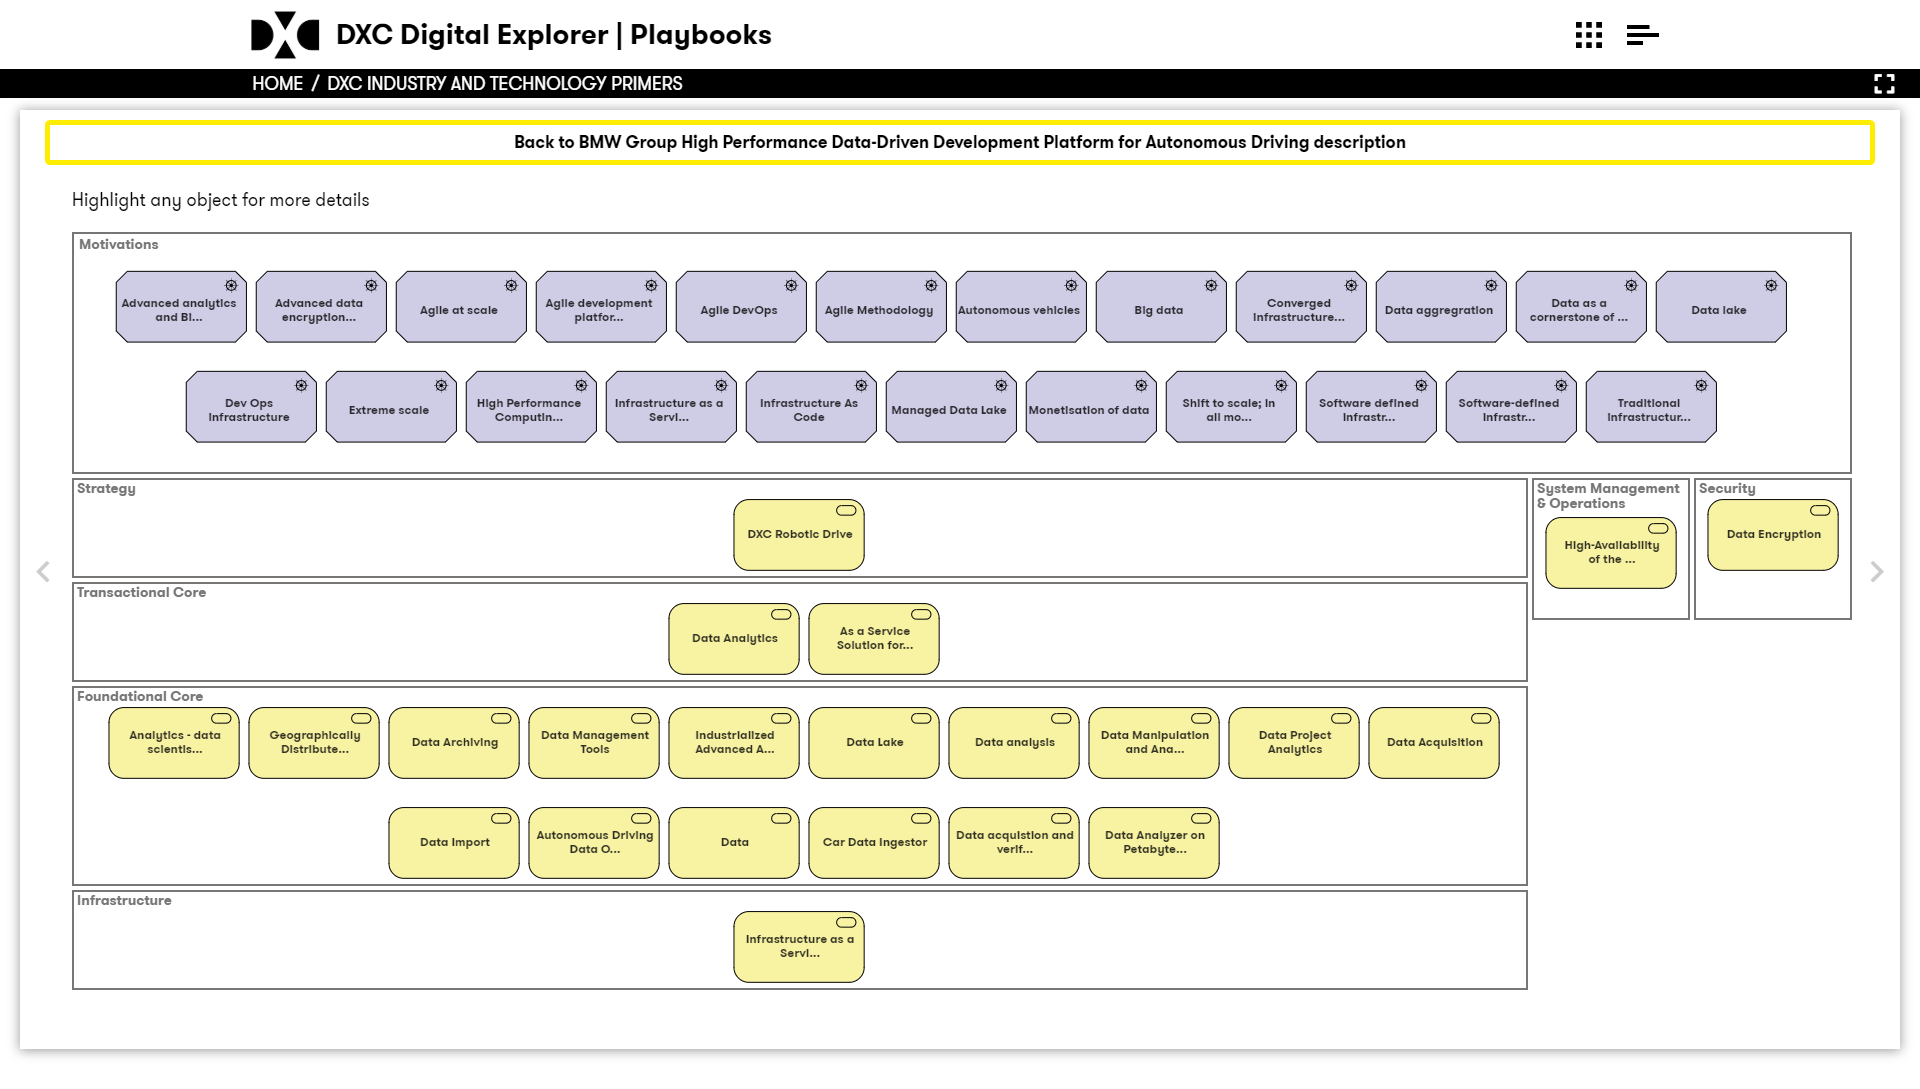 DXC Digital Explorer | Playbooks
HOME / DXC INDUSTRY AND TECHNOLOGY PRIMERS
Back to BMW Group High Performance Data-Driven Development Platform for Autonomous Driving description
Highlight any object for more details
Motivations
Advanced analytics
and BI...
Advanced data
encryption...
Agile at scale
Agile development
platfor...
Agile DevOps
Agile Methodology
Autonomous vehicles
Big data
Converged
Infrastructure...
Data aggregration
Data as a
cornerstone of ...
Data lake
Dev Ops
Infrastructure
Extreme scale
High Performance
Computin...
Infrastructure as a
Servi...
Infrastructure As
Code
Managed Data Lake
Monetisation of data
Shift to scale; in
all mo...
Software defined
Infrastr...
Software-defined
Infrastr...
Traditional
infrastructur...
Strategy
DXC Robotic Drive
System Management
& Operations
High-Availability
of the ...
Security
Data Encryption
Transactional Core
Data Analytics
As a Service
Solution for...
Foundational Core
Analytics - data
scientis...
Geographically
Distribute...
Data Archiving
Data Management
Tools
Industrialized
Advanced A...
Data Lake
Data analysis
Data Manipulation
and Ana...
Data Project
Analytics
Data Acquisition
Data Import
Autonomous Driving
Data O...
Data
Car Data Ingestor
Data acquistion and
verif...
Data Analyzer on
Petabyte...
Infrastructure
Infrastructure as a
Servi...